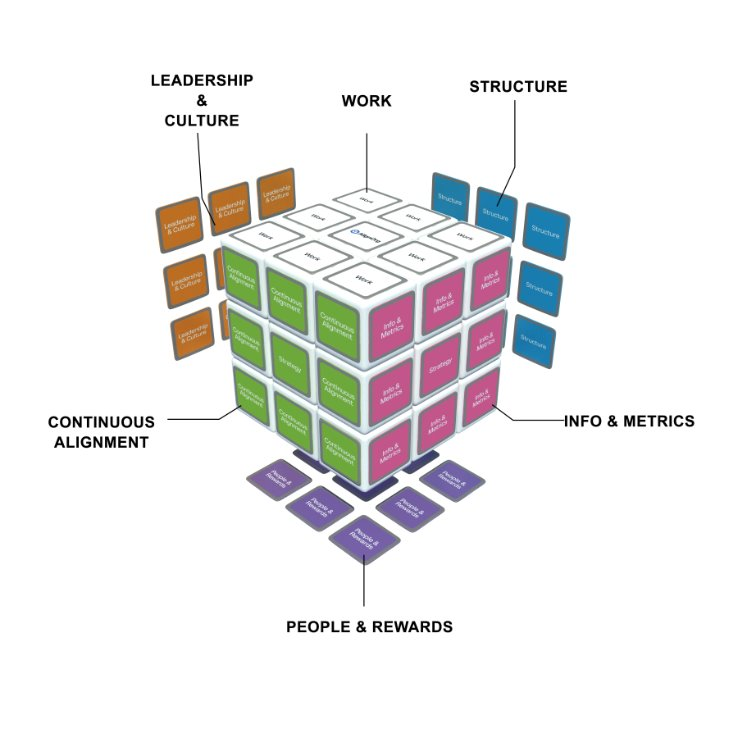 LEADERSHIP
&
CULTURE
WORK
STRUCTURE
Leadership
& Culture
Leadership
& Culture
Leadership
& Culture
Work
Work
Work
Work
AlignOrg
Work
Work
Work
Work
Structure
Structure
Structure
Leadership
& Culture
Structure
Leadership
& Culture
Structure
Continuous
Alignment
Continuous
Alignment
Continuous
Alignment
Info &
Metrics
Info &
Metrics
Info &
Metrics
Continuous
Alignment
Strategy
Continuous
Alignment
Info &
Metrics
Strategy
Info &
Metrics
Continuous
Alignment
Continuous
Alignment
Continuous
Alignment
Info &
Metrics
Info &
Metrics
Info &
Metrics
CONTINUOUS
ALIGNMENT
INFO & METRICS
People &
Rewards
People &
Rewards
People &
Rewards
People &
Rewards
People &
Rewards
PEOPLE & REWARDS